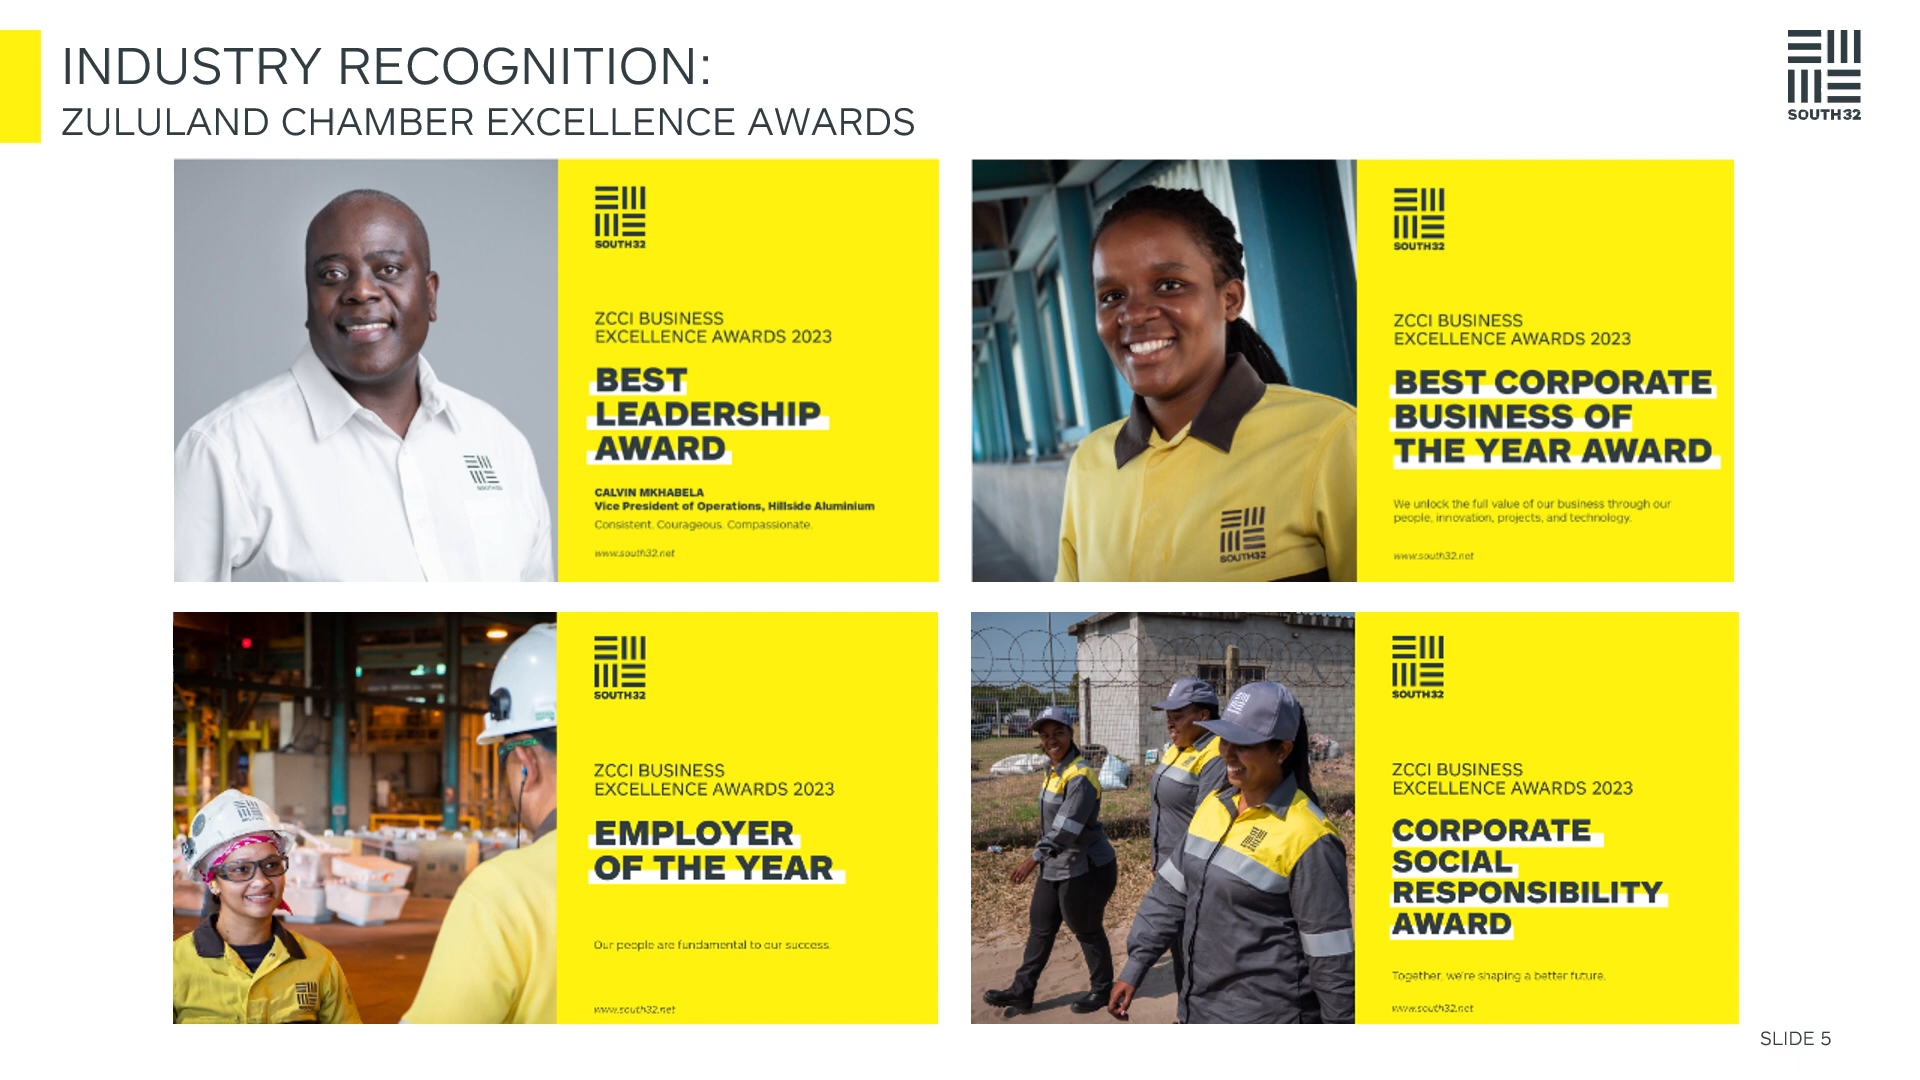 INDUSTRY RECOGNITION:
ZULULAND CHAMBER EXCELLENCE AWARDS
SOUTH32
SOUTH32
ZCCI BUSINESS
EXCELLENCE AWARDS 2023
BEST
LEADERSHIP
AWARD
CALVIN MKHABELA
Vice President of Operations, Hillside Aluminium
Consistent. Courageous. Compassionate.
www.south32.net
SOUTH32
SOUTH32
ZCCI BUSINESS
EXCELLENCE AWARDS 2023
BEST CORPORATE
BUSINESS OF
THE YEAR AWARD
We unlock the full value of our business through our
people, innovation, projects, and technology.
www.south32.net
SOUTH32
SOUTH32
ZCCI BUSINESS
EXCELLENCE AWARDS 2023
EMPLOYER
OF THE YEAR
Our people are fundamental to our success.
www.south32.net
SOUTH32
ZCCI BUSINESS
EXCELLENCE AWARDS 2023
CORPORATE
SOCIAL
RESPONSIBILITY
AWARD
Together, we're shaping a better future.
www.south32.net
SLIDE 5